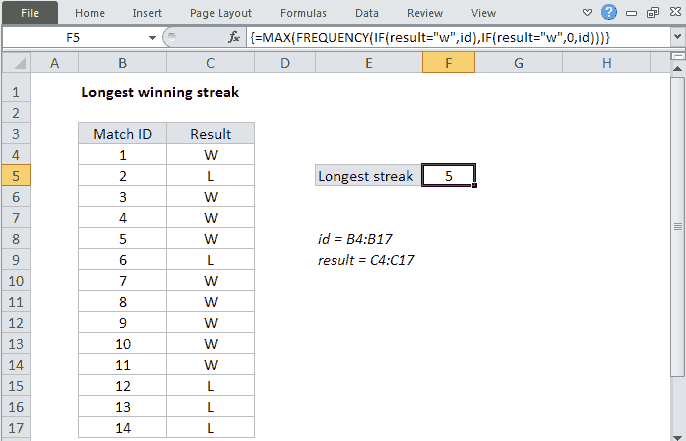 File Home Insert Page Layout Formulas MAX Data Review View
F5 fx {=MAX(FREQUENCY(IF(result="w",id),IF(result="w",0,id)))}
A B C D E F G H
1 Longest winning streak
2
3 Match ID Result
4 1 W
5 2 L Longest streak 5
6 3 W
7 4 W
8 5 W id = B4:B17
9 6 L result = C4:C17
10 7 W
11 8 W
12 9 W
13 10 W
14 11 W
15 12 L
16 13 L
17 14 L